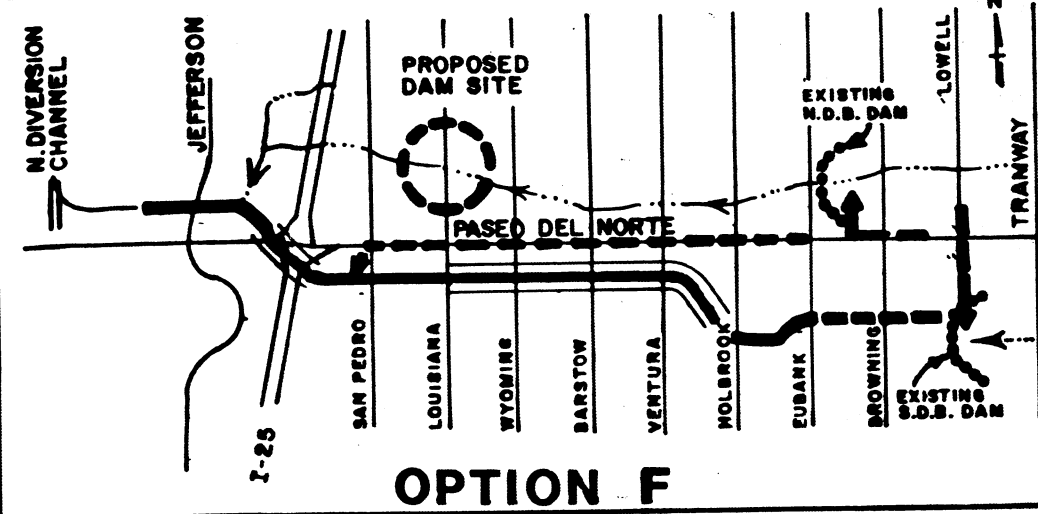 N. DIVERSION
CHANNEL
JEFFERSON
PROPOSED
DAM SITE
EXISTING
N.D.B. DAM
LOWELL
N
TRAMWAY
PASEO DEL NORTE
SAN PEDRO
LOUISIANA
WYOMING
BARSTOW
VENTURA
HOLBROOK
EUBANK
BROWNING
EXISTING
S.D.B. DAM
I-25
OPTION F